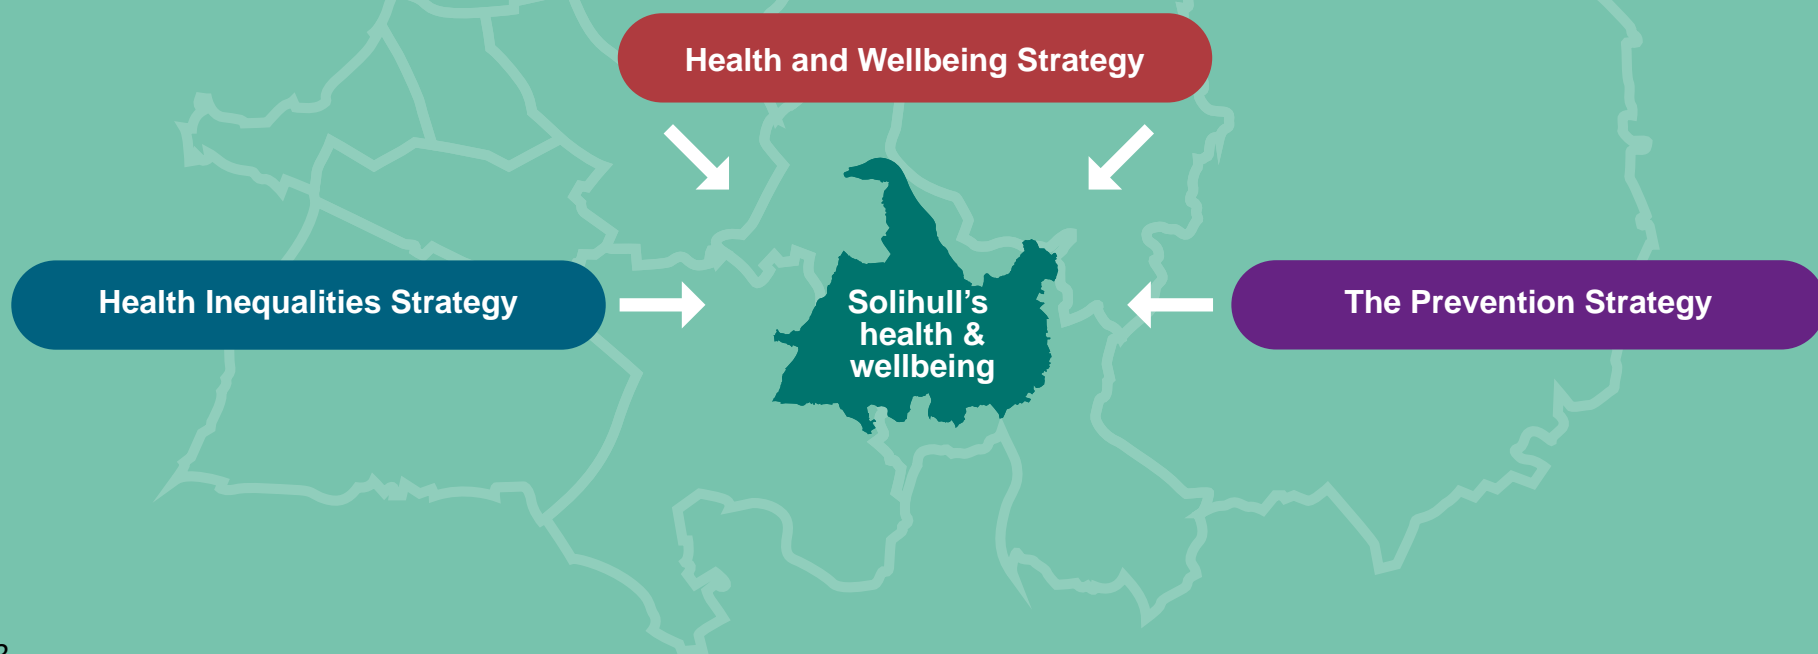 Health and Wellbeing Strategy
Health Inequalities Strategy
Solihull’s
health &
wellbeing
The Prevention Strategy